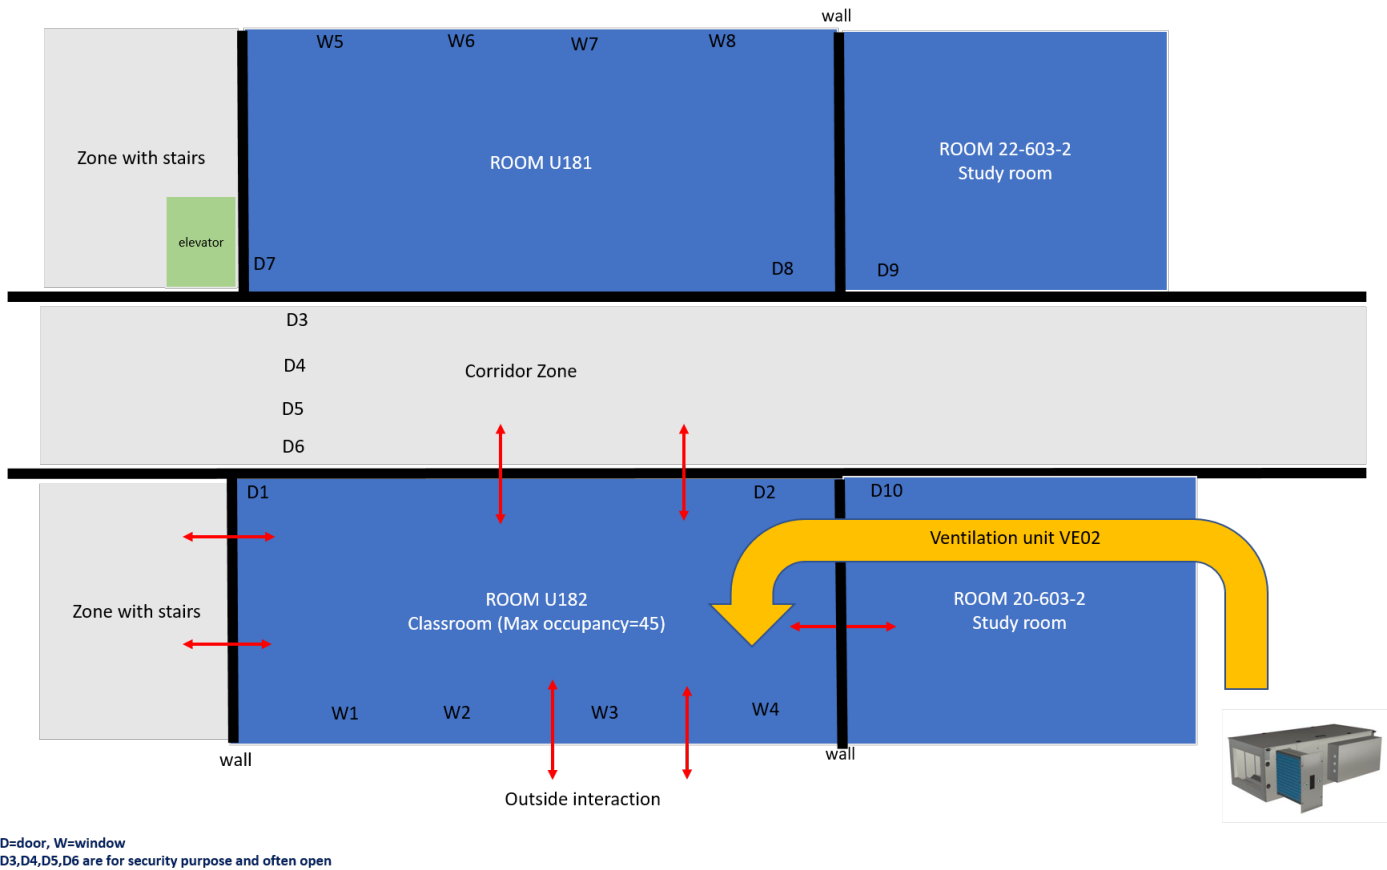 wall
W5
W6
W7
W8
Zone with stairs
ROOM U181
ROOM 22-603-2
Study room
elevator
D7
D8
D9
D3
D4
Corridor Zone
D5
D6
D1
D2
D10
Ventilation unit VE02
Zone with stairs
ROOM U182
Classroom (Max occupancy=45)
ROOM 20-603-2
Study room
W1
W2
W3
W4
wall
wall
Outside interaction
D=door, W=window
D3,D4,D5,D6 are for security purpose and often open